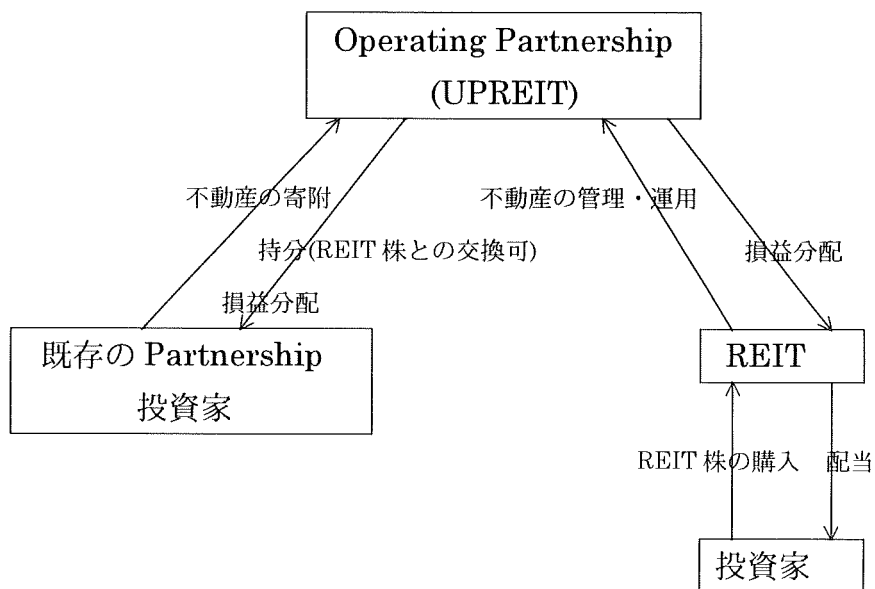 Operating Partnership
(UPREIT)
不動産の寄附
不動産の管理・運用
持分(REIT 株との交換可)
損益分配
損益分配
既存の Partnership
投資家
REIT
REIT 株の購入
配当
投資家